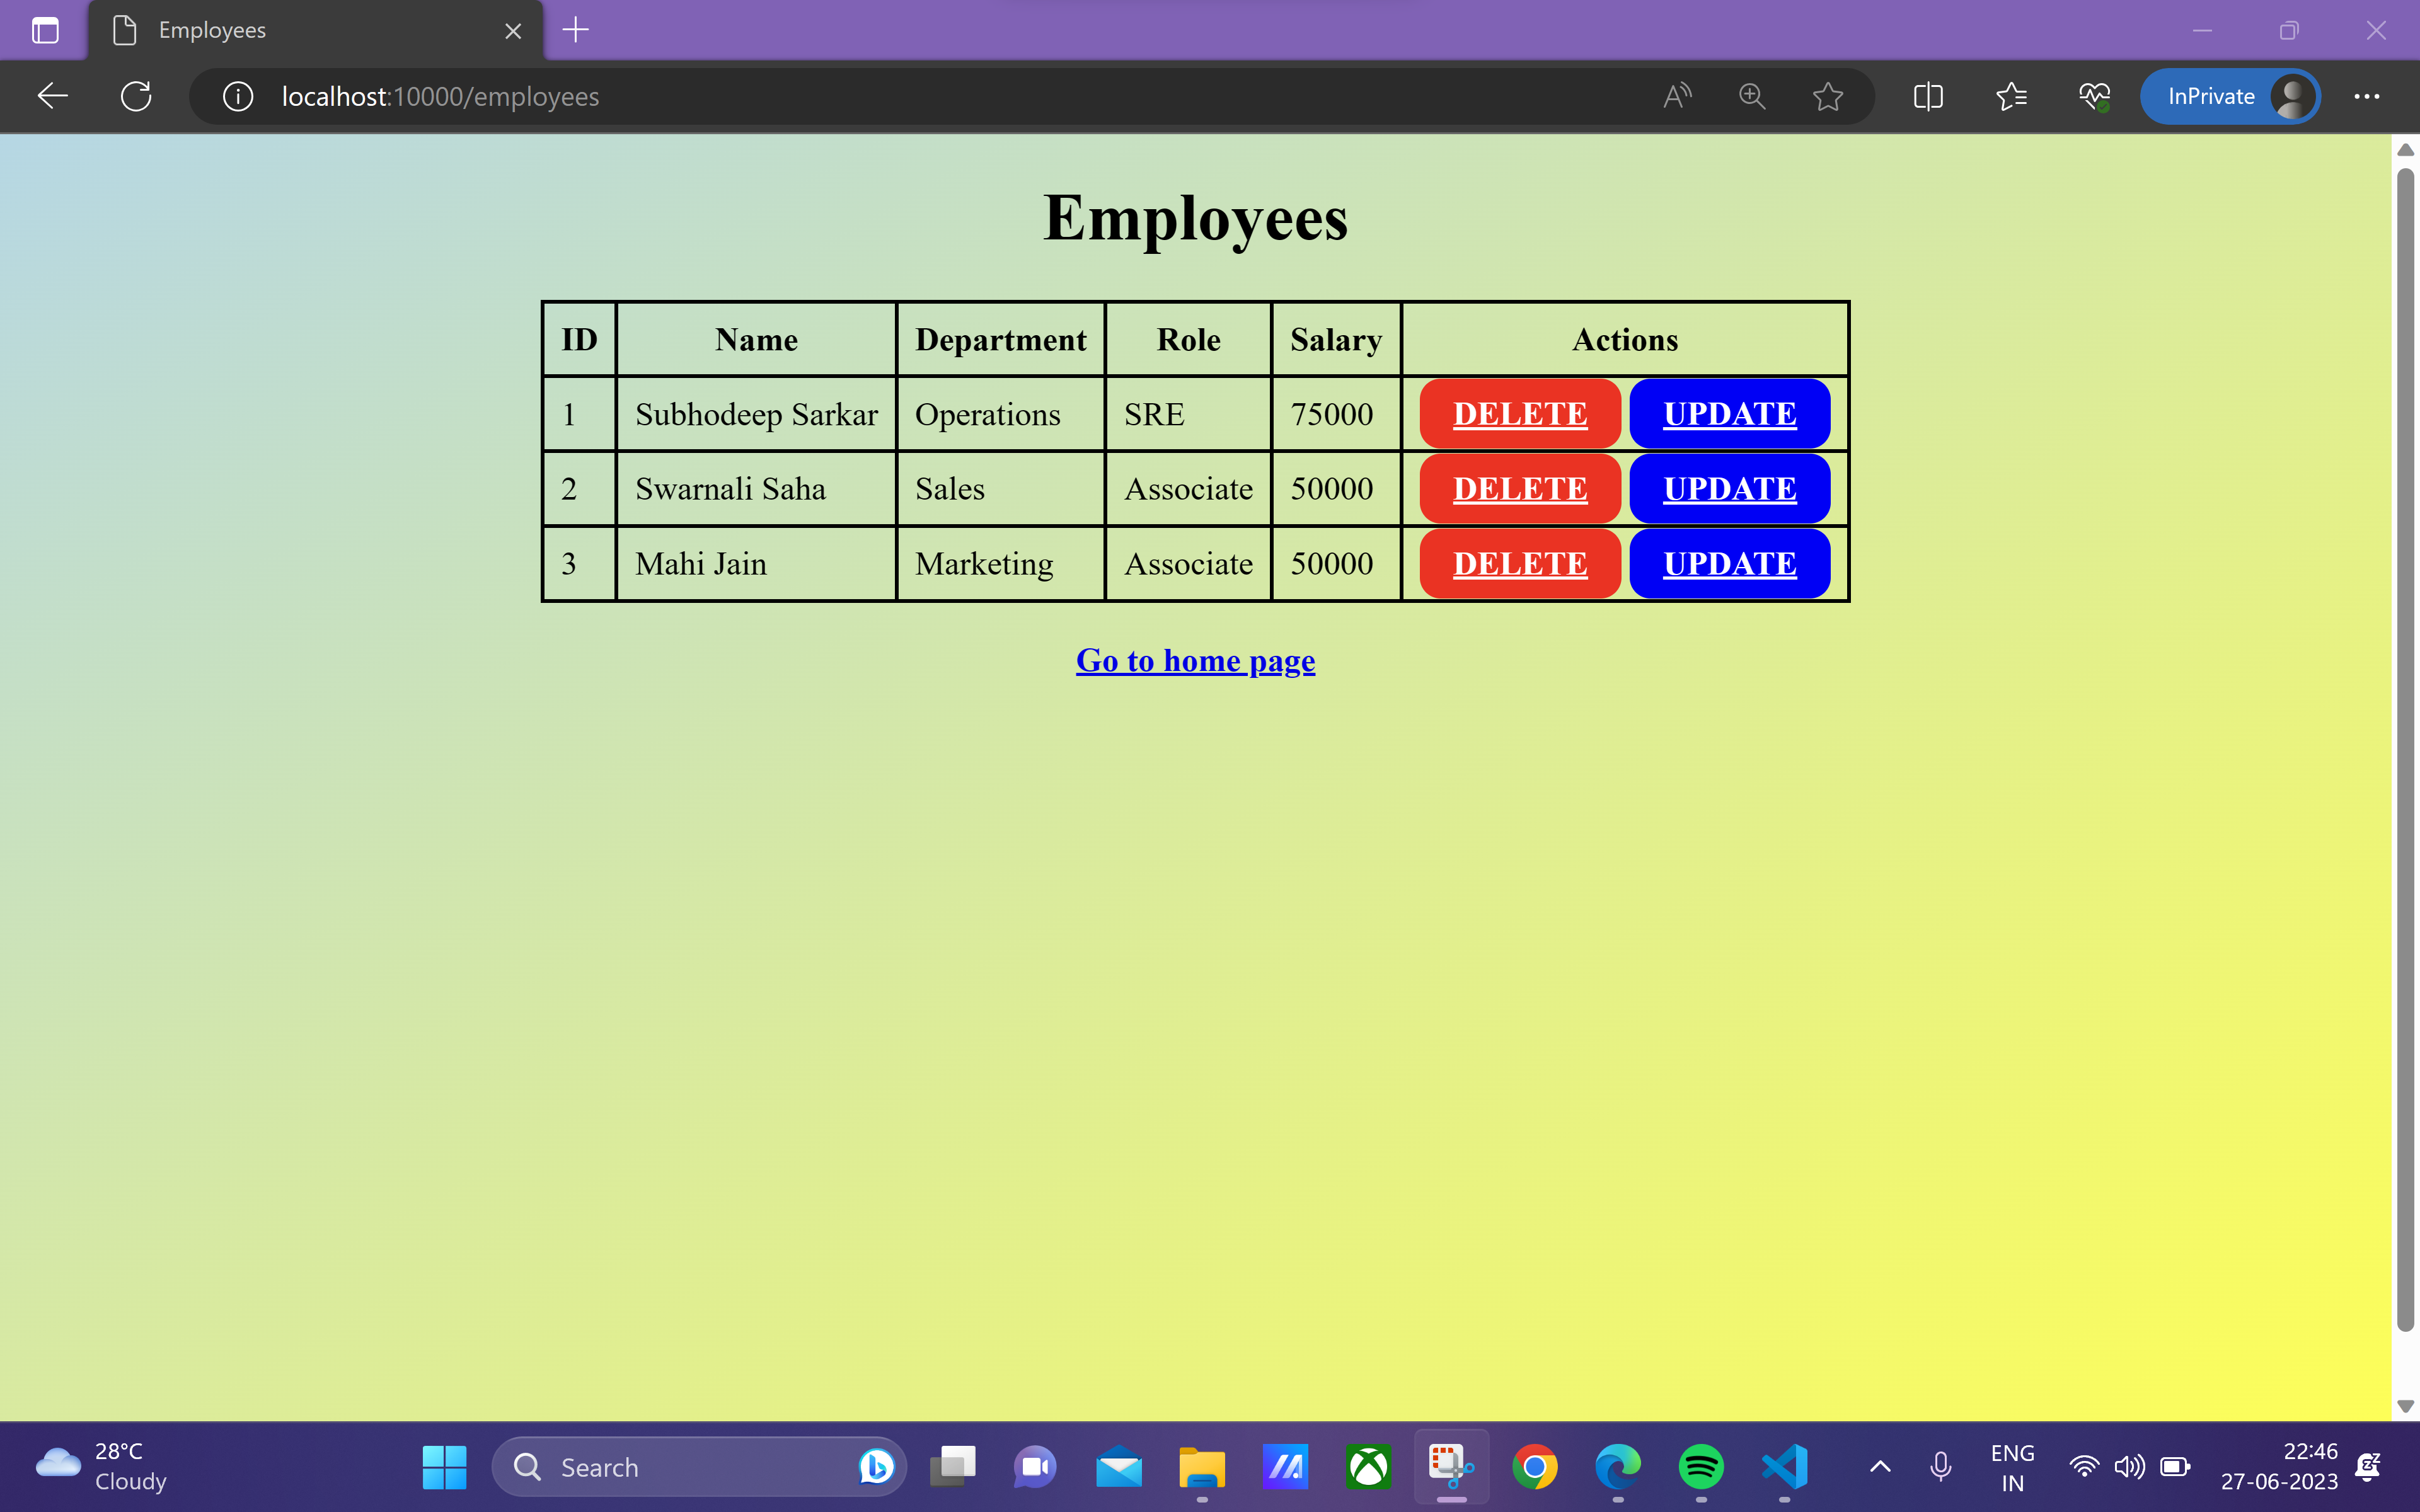 Employees
localhost:10000/employees
InPrivate
Employees
ID Name Department Role Salary Actions
1 Subhodeep Sarkar Operations SRE 75000 DELETE UPDATE
2 Swarnali Saha Sales Associate 50000 DELETE UPDATE
3 Mahi Jain Marketing Associate 50000 DELETE UPDATE
Go to home page
28°C
Cloudy
Search
ENG
IN
22:46
27-06-2023